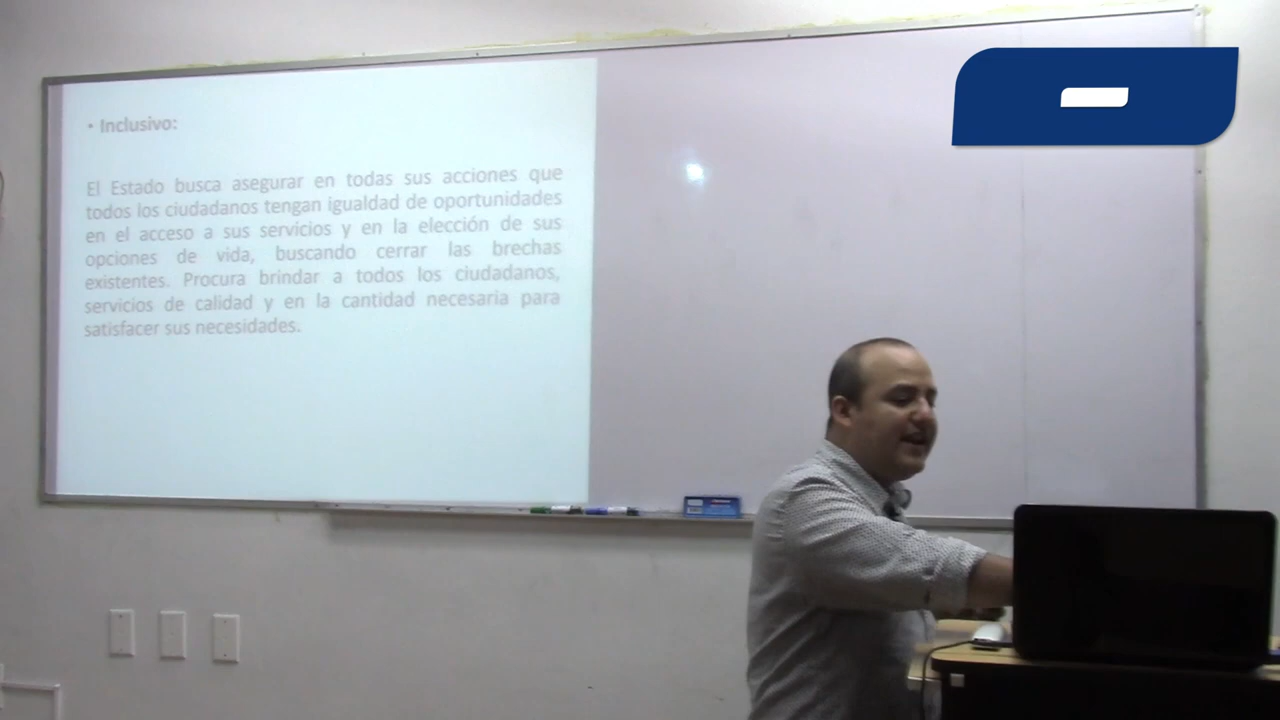 • Inclusivo:
El Estado busca asegurar en todas sus acciones que
todos los ciudadanos tengan igualdad de oportunidades
en el acceso a sus servicios y en la elección de sus
opciones de vida, buscando cerrar las brechas
existentes. Procura brindar a todos los ciudadanos,
servicios de calidad y en la cantidad necesaria para
satisfacer sus necesidades.